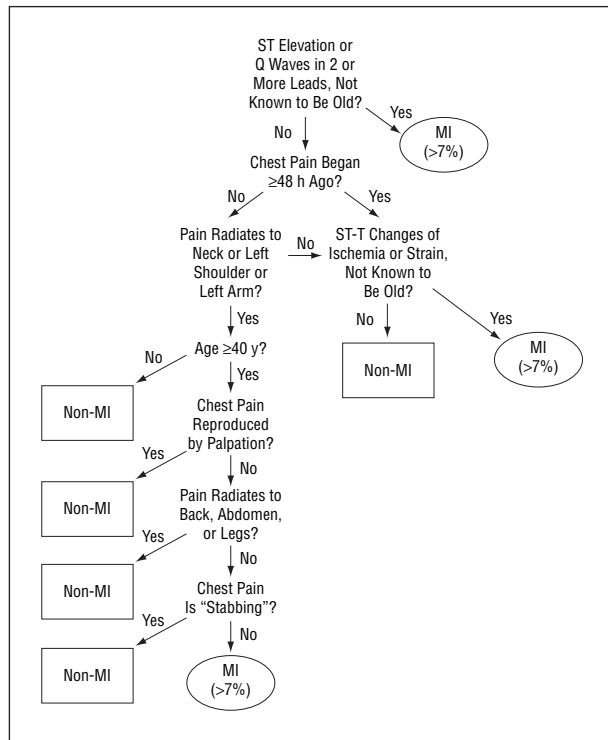 ST Elevation or
Q Waves in 2 or
More Leads, Not
Known to Be Old?
Yes
No
MI
(>7%)
Chest Pain Began
≥48 h Ago?
No
Yes
Pain Radiates to
Neck or Left
Shoulder or
Left Arm?
No
ST-T Changes of
Ischemia or Strain,
Not Known to
Be Old?
Yes
No
Yes
Age ≥40 y?
No
Yes
Non-MI
MI
(>7%)
Non-MI
Chest Pain
Reproduced
by Palpation?
Yes
No
Non-MI
Pain Radiates to
Back, Abdomen,
or Legs?
Yes
No
Non-MI
Chest Pain
Is “Stabbing”?
Yes
No
Non-MI
MI
(>7%)